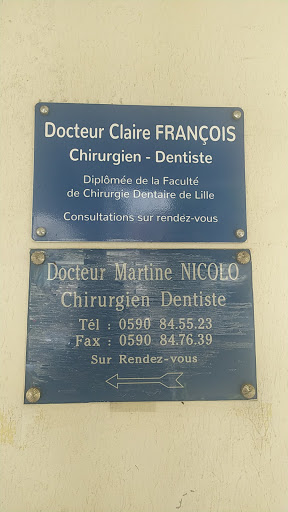 Docteur Claire FRANÇOIS
Chirurgien - Dentiste
Diplômée de la Faculté
de Chirurgie Dentaire de Lille
Consultations sur rendez-vous
Docteur Martine NICOLO
Chirurgien Dentiste
Tél : 0590 84.55.23
Fax : 0590 84.76.39
Sur Rendez-vous